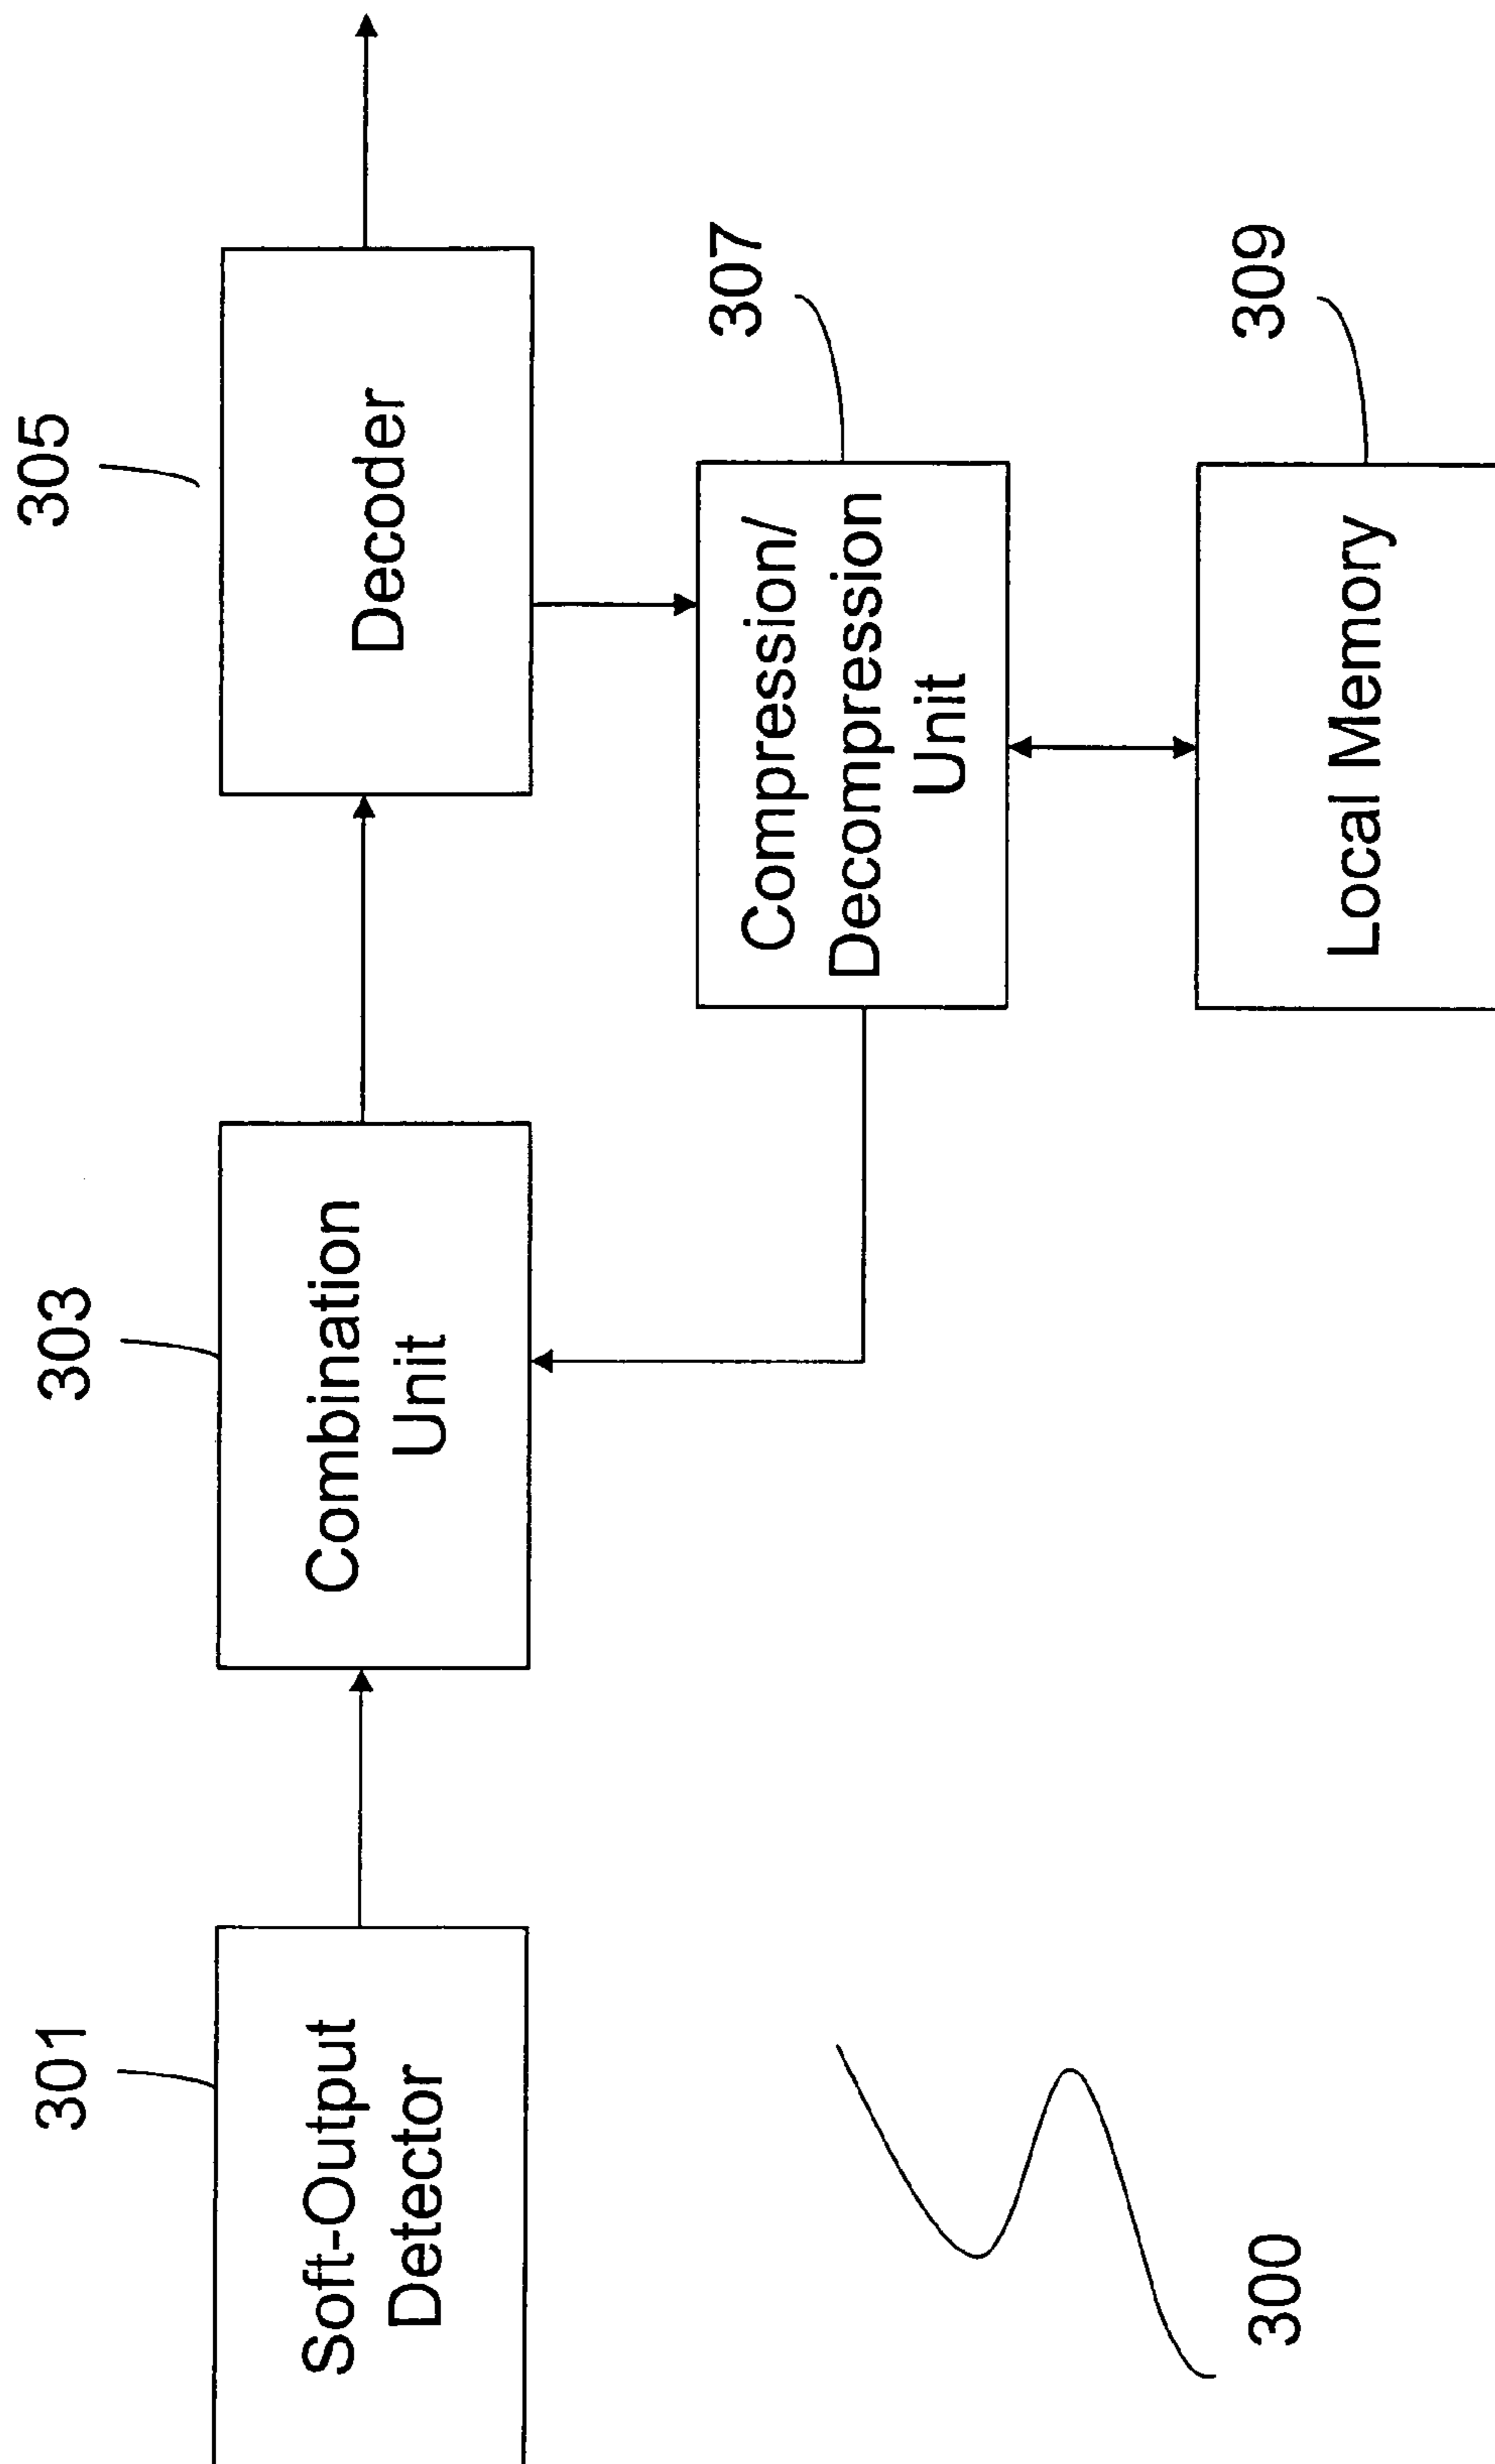 301
Soft-Output
Detector
303
Combination
Unit
305
Decoder
307
Compression/
Decompression
Unit
309
Local Memory
300